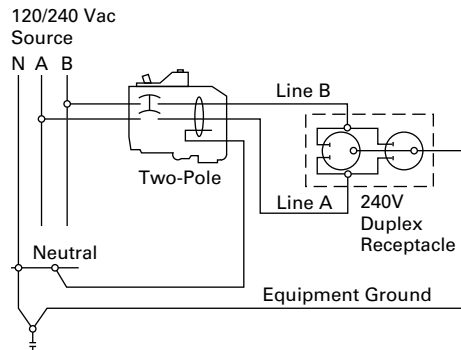 120/240 Vac
Source
N A B
Line B
Two-Pole
Line A
240V
Duplex
Receptacle
Neutral
Equipment Ground